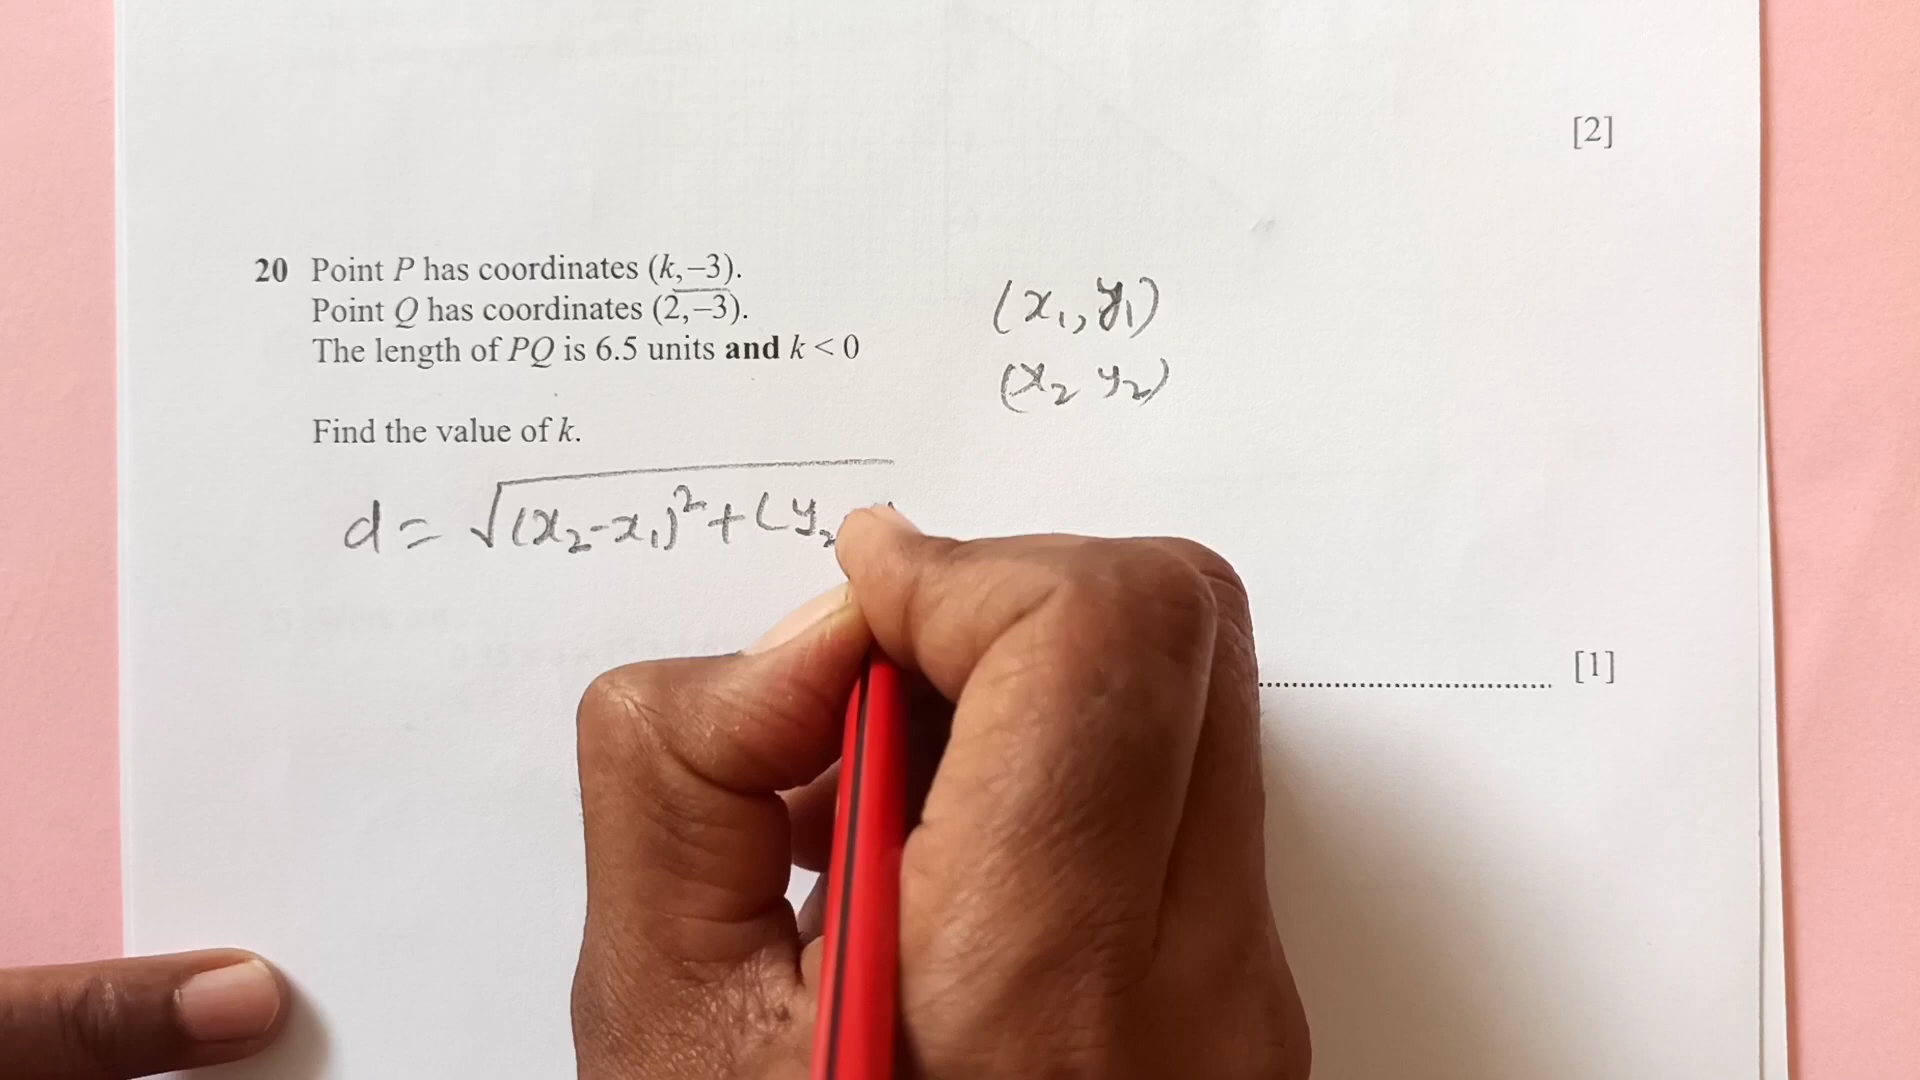 [2]
20 Point P has coordinates (k,−3).
Point Q has coordinates (2,−3).
The length of PQ is 6.5 units and k < 0
(x₁, y₁)
(x₂ y₂)
Find the value of k.
d = √(x₂-x₁)² + (y₂
[1]